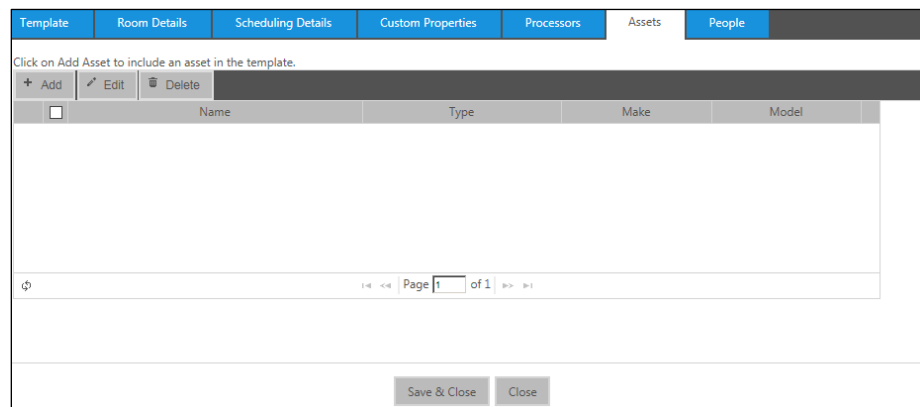 Template Room Details Scheduling Details Custom Properties Processors Assets People
Click on Add Asset to include an asset in the template.
+ Add Edit Delete
Name Type Make Model
Page 1 of 1
Save & Close Close